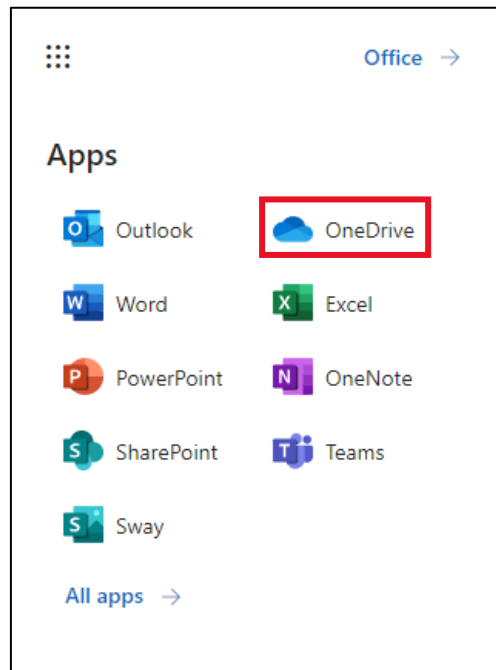 Office →
Apps
Outlook OneDrive
Word Excel
PowerPoint OneNote
SharePoint Teams
Sway
All apps →